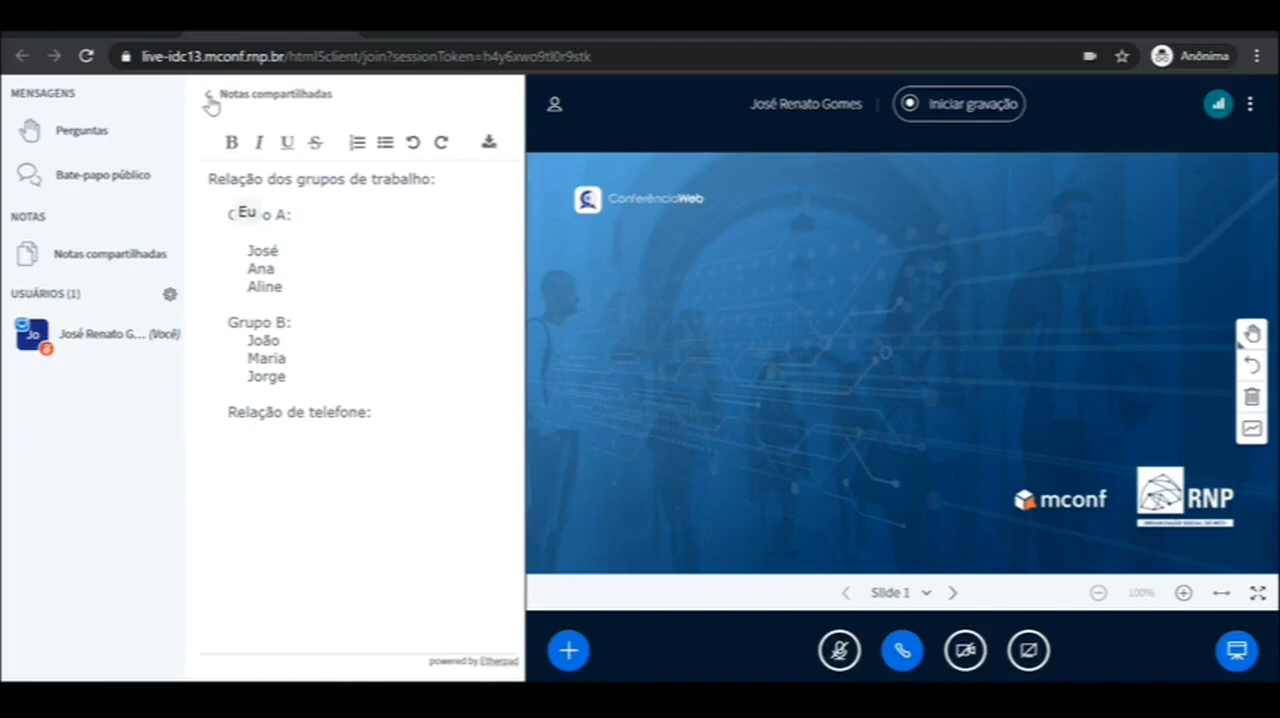 live-idc13.mconf.rnp.br/html5client/join?sessionToken=h4y6xwo9tl0r9stk
Anônima
MENSAGENS
Perguntas
Bate-papo público
NOTAS
Notas compartilhadas
USUÁRIOS (1)
Jo
José Renato G... (Você)
Notas compartilhadas
B I U S
Relação dos grupos de trabalho:
Eu
o A:
José
Ana
Aline
Grupo B:
João
Maria
Jorge
Relação de telefone:
powered by Etherpad
José Renato Gomes
Iniciar gravação
ConferênciaWeb
mconf
RNP
Slide 1
100%